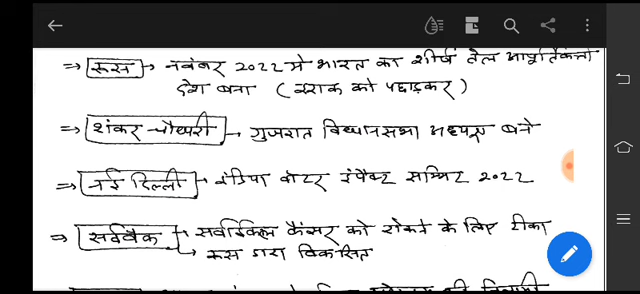 ⇒ रूस → नवंबर 2022 मे भारत का शीर्ष तेल आपूर्तिकर्ता
देश बना ( इराक को पछाड़कर )
⇒ शंकर चौधरी → गुजरात विधानसभा अध्यक्ष बने
⇒ नई दिल्ली → इंडिया वॉटर इंपेक्ट सम्मिट 2022
⇒ सर्ववैक → सर्वाइकल कैंसर को रोकने के लिए टीका
→ रूस द्वारा विकसित